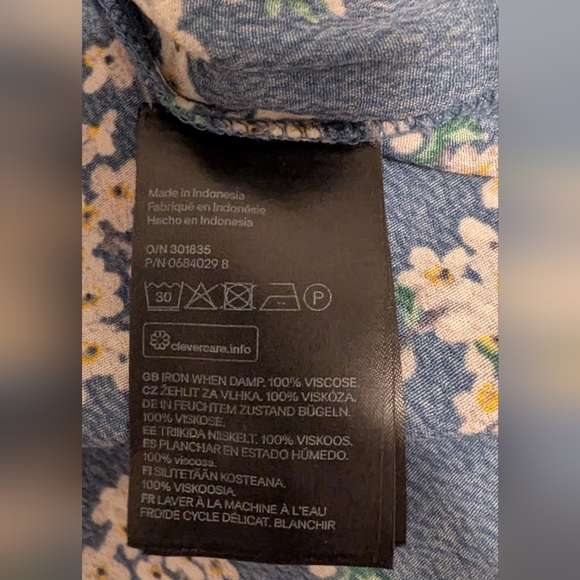 Made in Indonesia
Fabriqué en Indonésie
Hecho en Indonesia
O/N 301835
P/N 0684029 8
30
P
clevercare.info
GB IRON WHEN DAMP. 100% VISCOSE.
CZ ŽEHLIT ZA VLHKA. 100% VISKÓZA.
DE IN FEUCHTEM ZUSTAND BÜGELN.
100% VISKOSE.
EE TRIIKIDA NIISKELT. 100% VISKOOS.
ES PLANCHAR EN ESTADO HÚMEDO.
100% viscosa.
FI SILITETÄÄN KOSTEANA.
100% VISKOOSIA.
FR LAVER À LA MACHINE À L'EAU
FROIDE CYCLE DÉLICAT. BLANCHIR